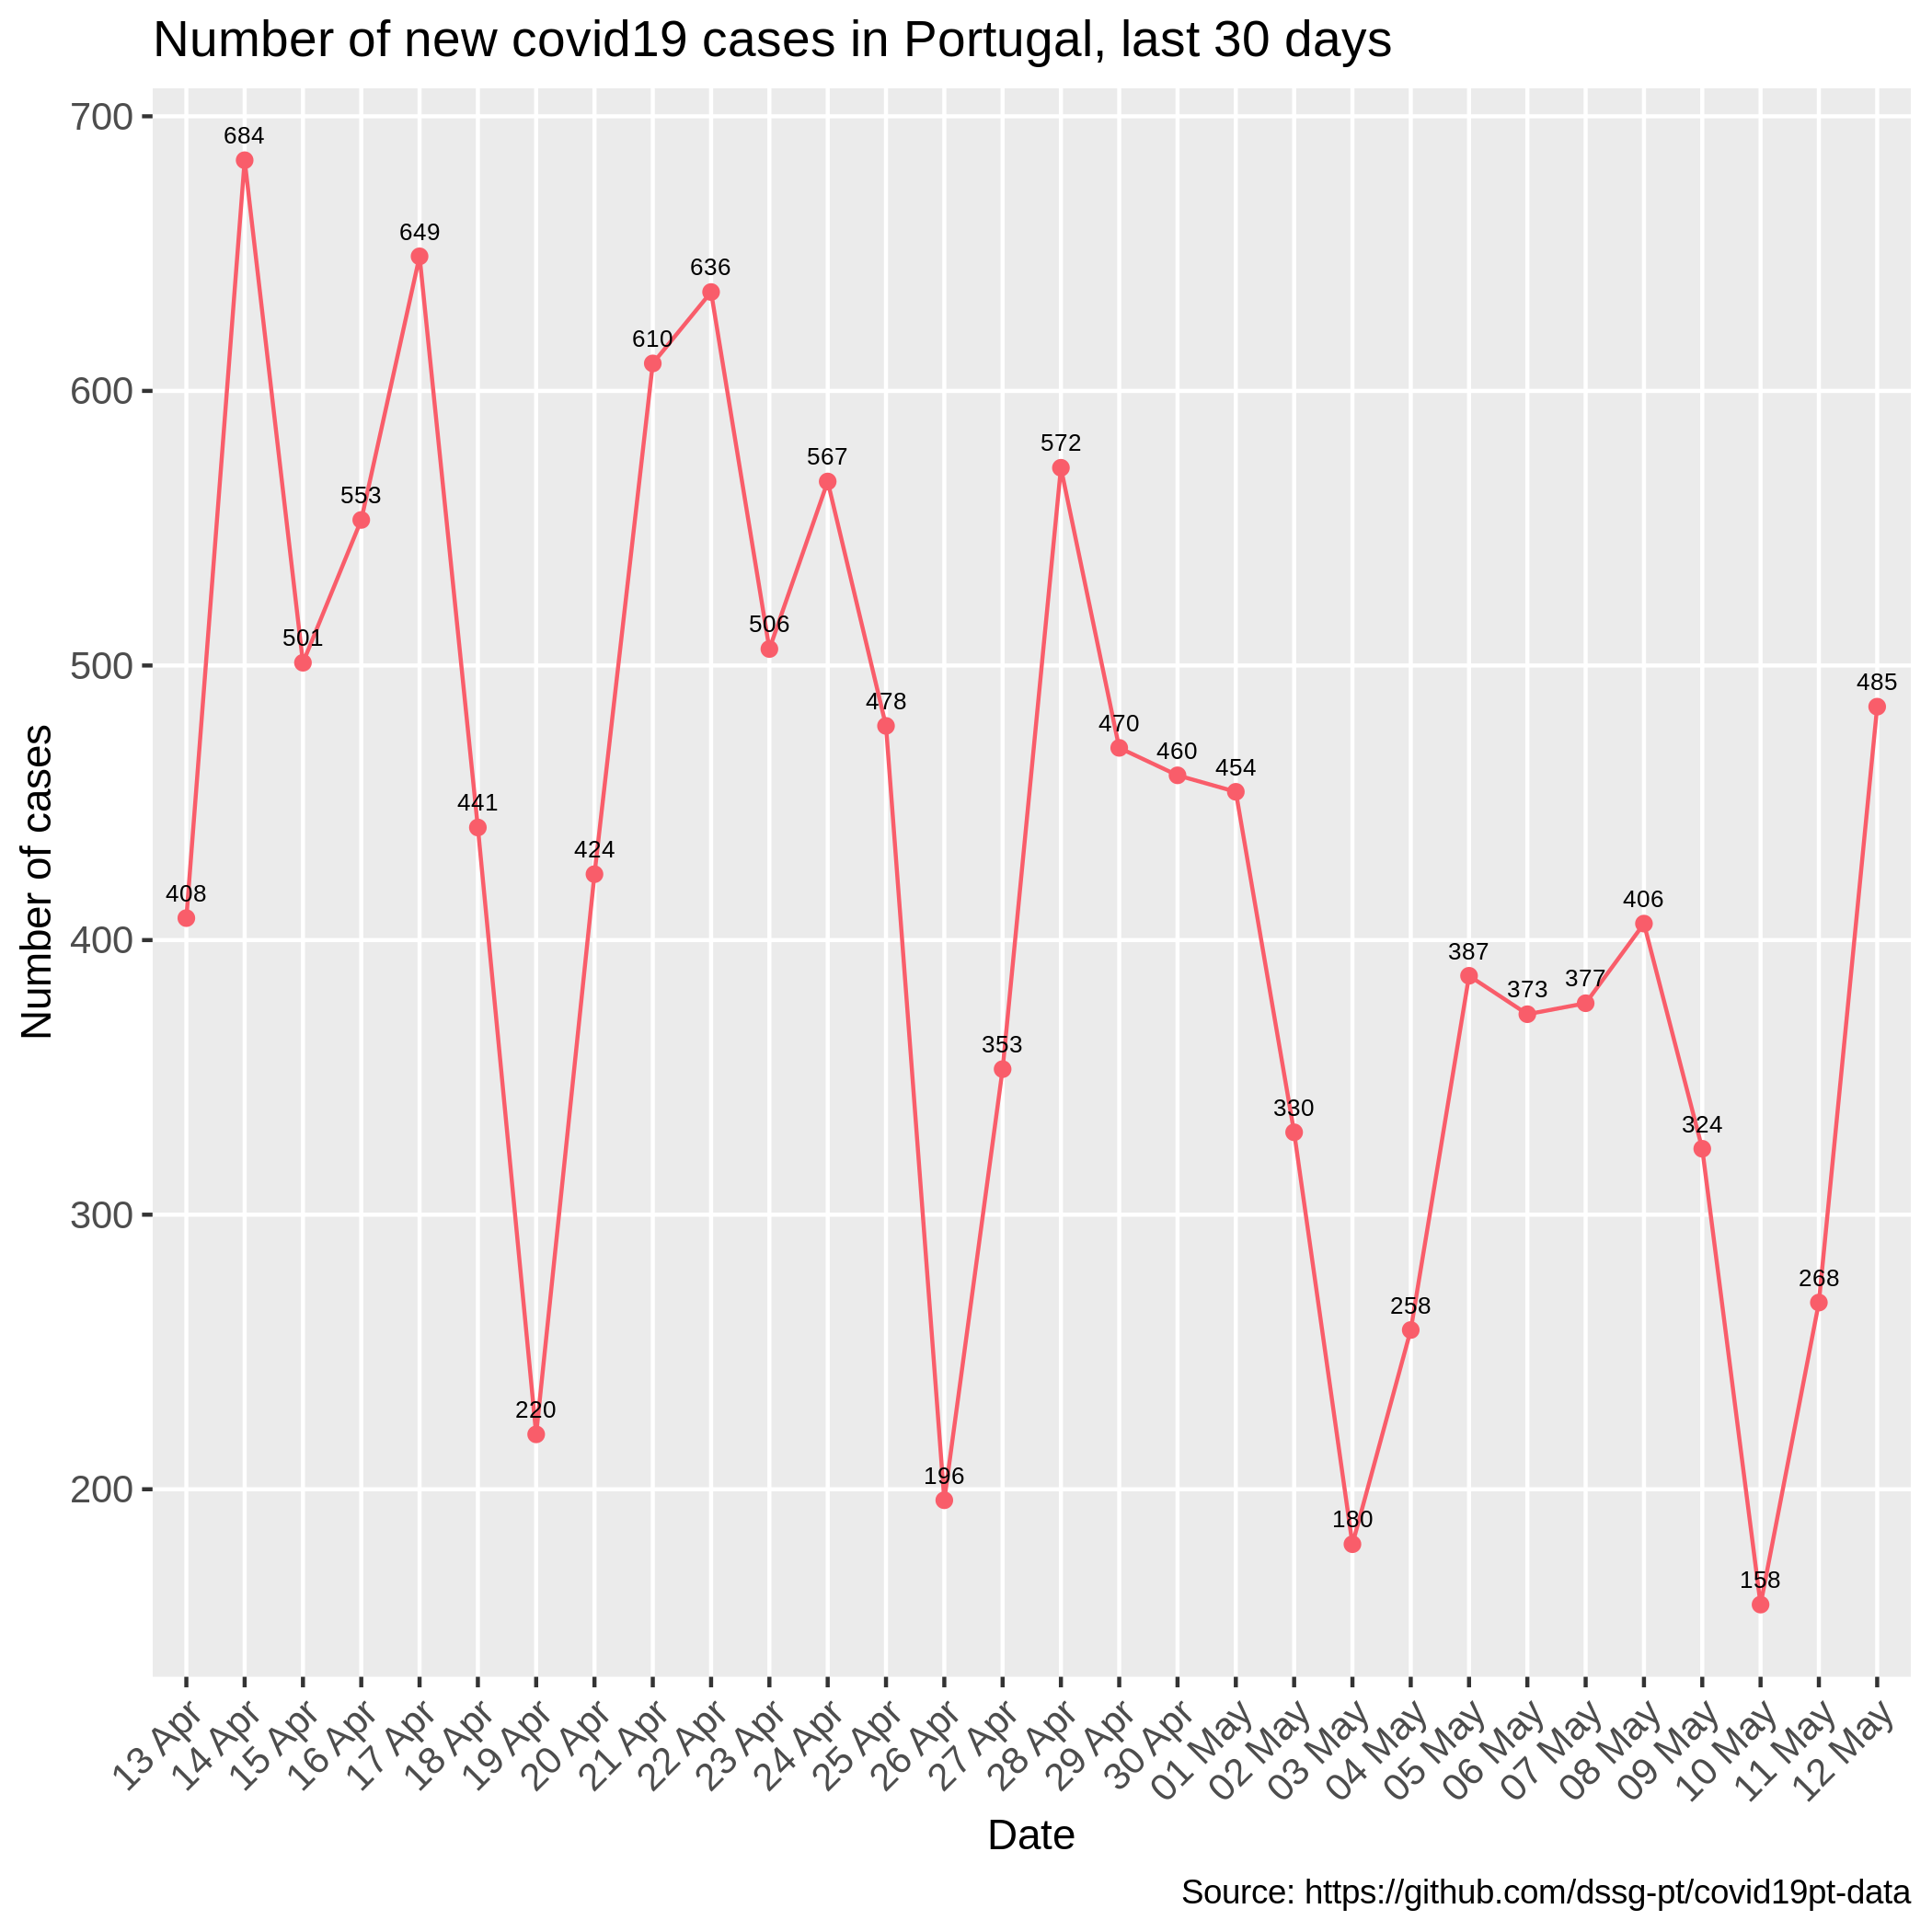 Number of new covid19 cases in Portugal, last 30 days
Number of cases
700
600
500
400
300
200
408
684
501
553
649
441
220
424
610
636
506
567
478
196
353
572
470
460
454
330
180
258
387
373
377
406
324
158
268
485
13 Apr
14 Apr
15 Apr
16 Apr
17 Apr
18 Apr
19 Apr
20 Apr
21 Apr
22 Apr
23 Apr
24 Apr
25 Apr
26 Apr
27 Apr
28 Apr
29 Apr
30 Apr
01 May
02 May
03 May
04 May
05 May
06 May
07 May
08 May
09 May
10 May
11 May
12 May
Date
Source: https://github.com/dssg-pt/covid19pt-data